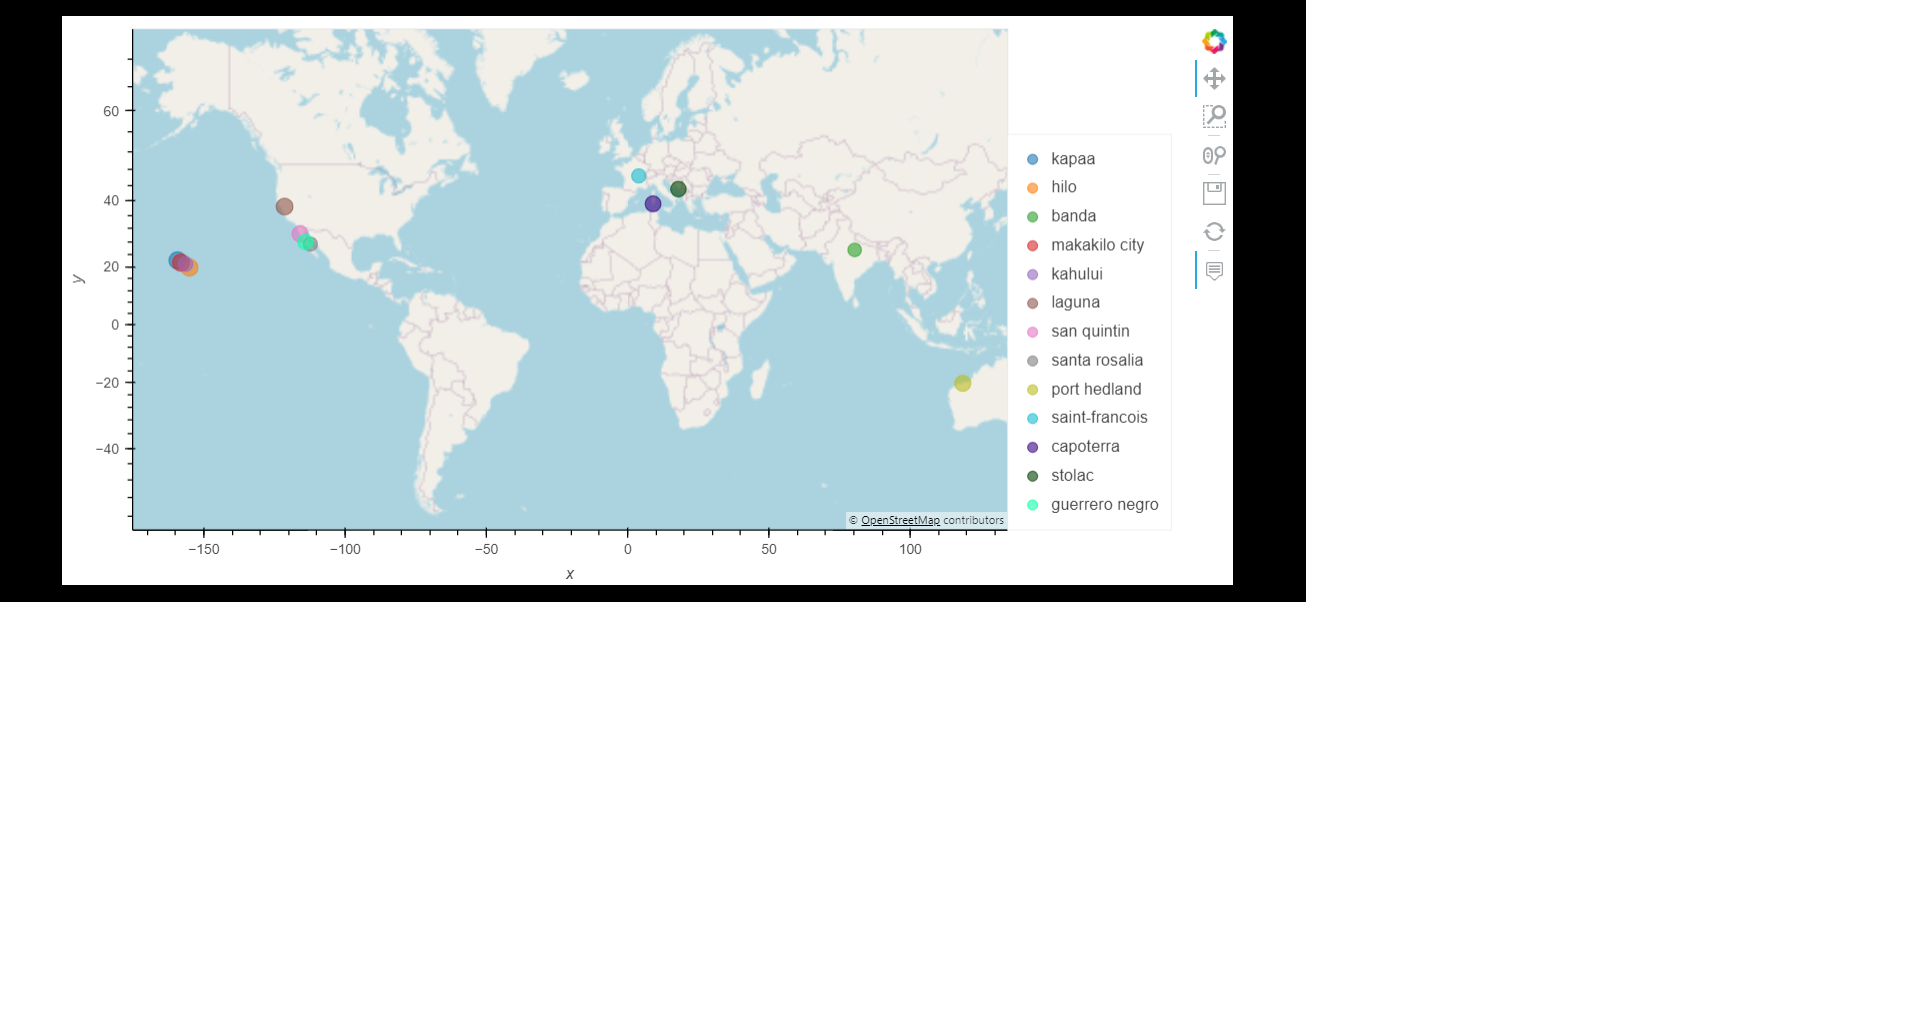 60
40
20
0
−20
−40
y
−150
−100
−50
0
50
100
x
© OpenStreetMap contributors
kapaa
hilo
banda
makakilo city
kahului
laguna
san quintin
santa rosalia
port hedland
saint-francois
capoterra
stolac
guerrero negro